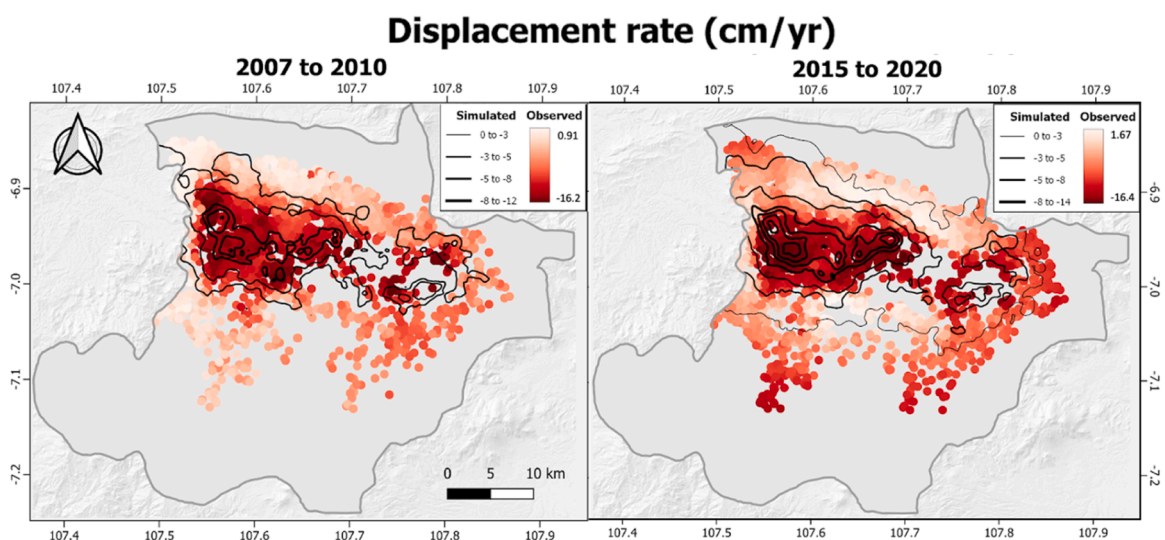 Displacement rate (cm/yr)
2007 to 2010
2015 to 2020
107.4 107.5 107.6 107.7 107.8 107.9
107.4 107.5 107.6 107.7 107.8 107.9
Simulated Observed
0 to -3 0.91
-3 to -5
-5 to -8
-8 to -12 -16.2
Simulated Observed
0 to -3 1.67
-3 to -5
-5 to -8
-8 to -14 -16.4
-6.9
-7.0
-7.1
-7.2
-6.9
-7.0
-7.1
-7.2
0 5 10 km
107.4 107.5 107.6 107.7 107.8 107.9
107.4 107.5 107.6 107.7 107.8 107.9